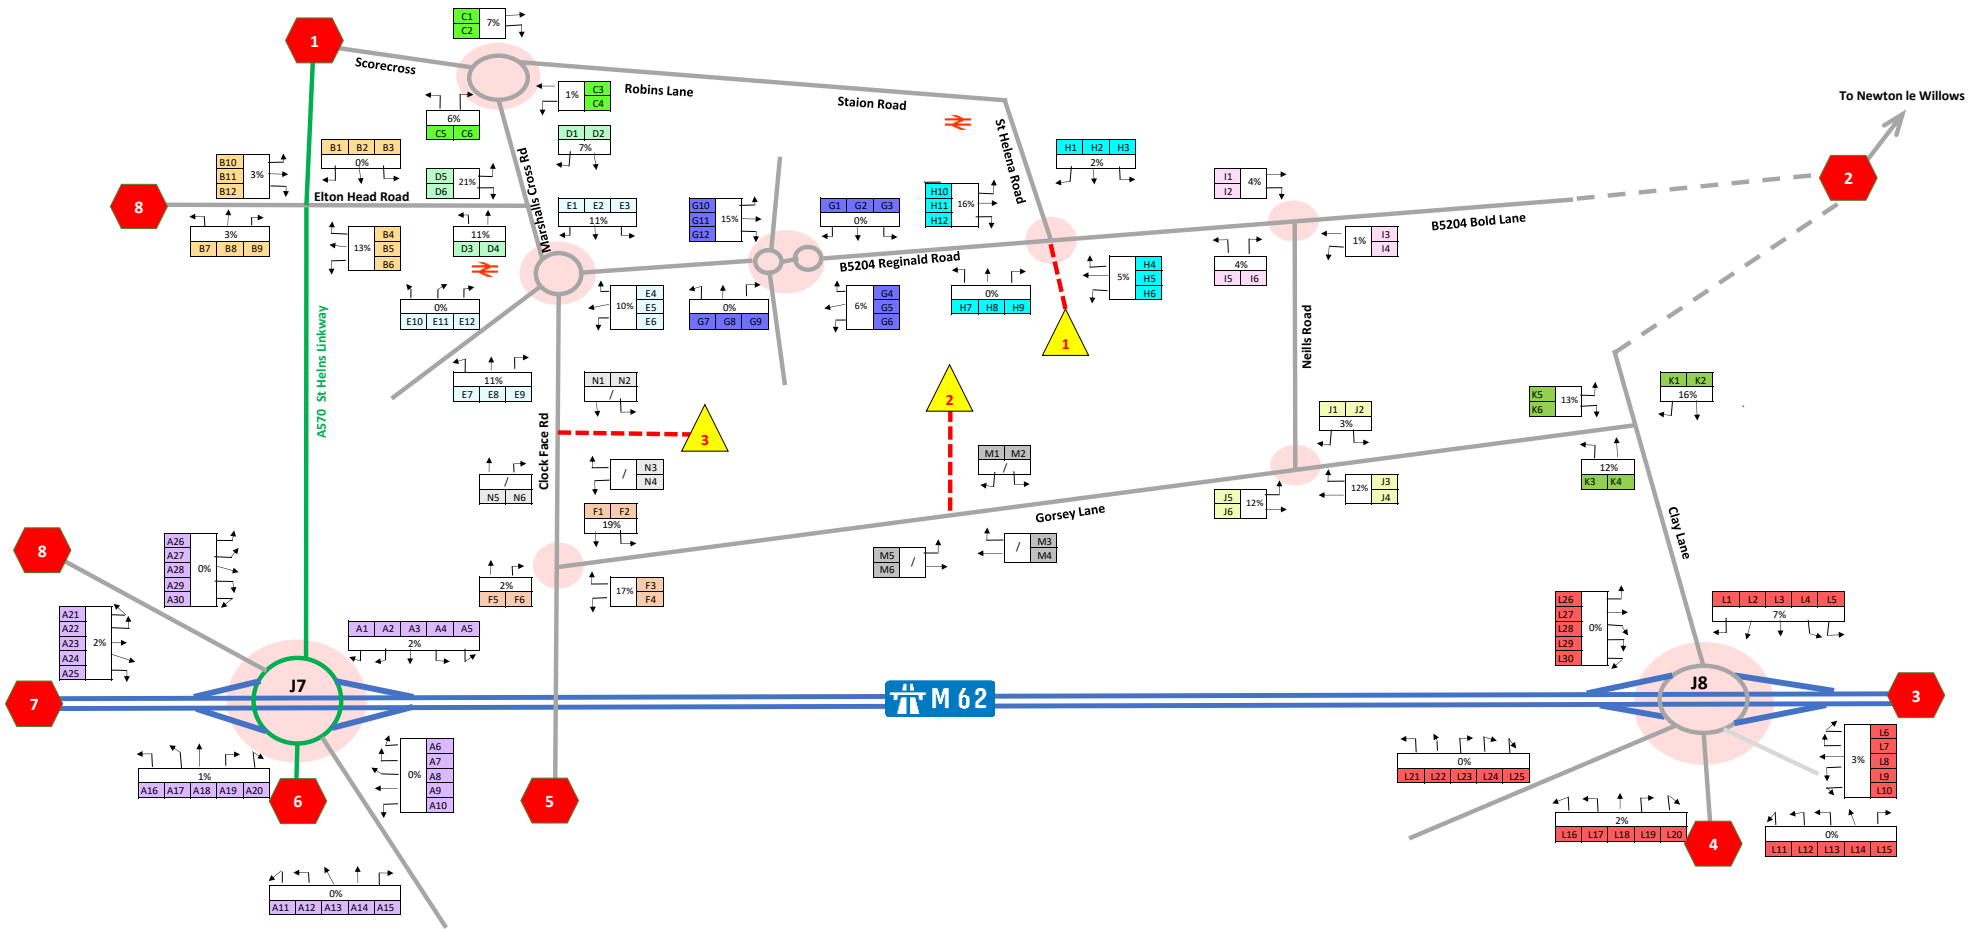 C1
C2
7%
1
Scorecross
Robins Lane
Staion Road
1%
C3
C4
To Newton le Willows
6%
C5 C6
D1 D2
7%
St Helena Road
Marshalls Cross Rd
B1 B2 B3
0%
H1 H2 H3
2%
B10
B11
B12
3%
D5
D6
21%
I1
I2
4%
2
Elton Head Road
8
E1 E2 E3
11%
G10
G11
G12
15%
G1 G2 G3
0%
H10
H11
H12
16%
B5204 Bold Lane
3%
B7 B8 B9
13%
B4
B5
B6
11%
D3 D4
1%
I3
I4
B5204 Reginald Road
4%
I5 I6
5%
H4
H5
H6
0%
E10 E11 E12
10%
E4
E5
E6
0%
G7 G8 G9
6%
G4
G5
G6
0%
H7 H8 H9
1
Neills Road
A570 St Helns Linkway
11%
E7 E8 E9
N1 N2
/
2
K5
K6
13%
K1 K2
16%
J1 J2
3%
3
Clock Face Rd
/
N3
N4
M1 M2
/
12%
K3 K4
/
N5 N6
J5
J6
12%
12%
J3
J4
F1 F2
19%
Gorsey Lane
Clay Lane
8
A26
A27
A28
A29
A30
0%
M5
M6
/
/
M3
M4
2%
F5 F6
17%
F3
F4
A21
A22
A23
A24
A25
2%
A1 A2 A3 A4 A5
2%
L26
L27
L28
L29
L30
0%
L1 L2 L3 L4 L5
7%
J7
J8
7
M 62
3
1%
A16 A17 A18 A19 A20
0%
A6
A7
A8
A9
A10
0%
L21 L22 L23 L24 L25
3%
L6
L7
L8
L9
L10
6
5
2%
L16 L17 L18 L19 L20
4
0%
L11 L12 L13 L14 L15
0%
A11 A12 A13 A14 A15